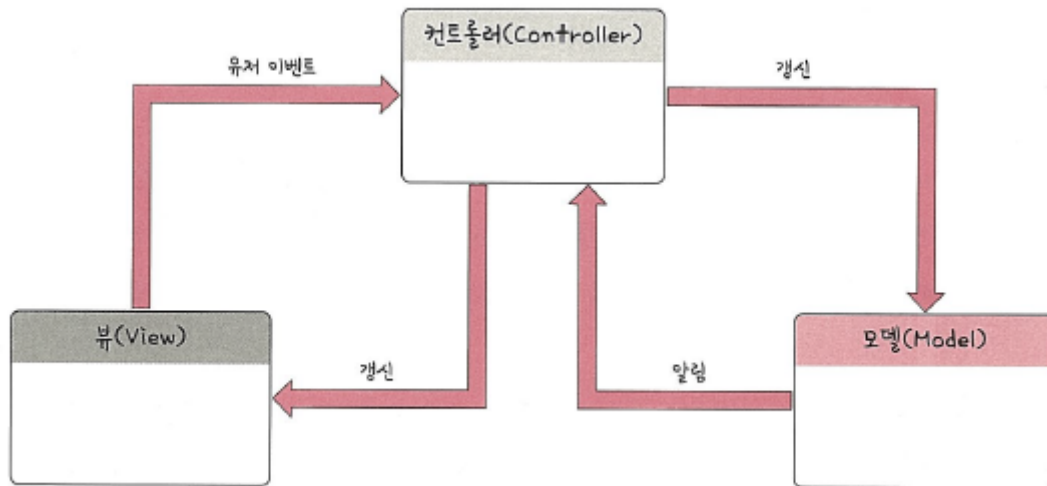 컨트롤러(Controller)
유저 이벤트
갱신
뷰(View)
갱신
알림
모델(Model)